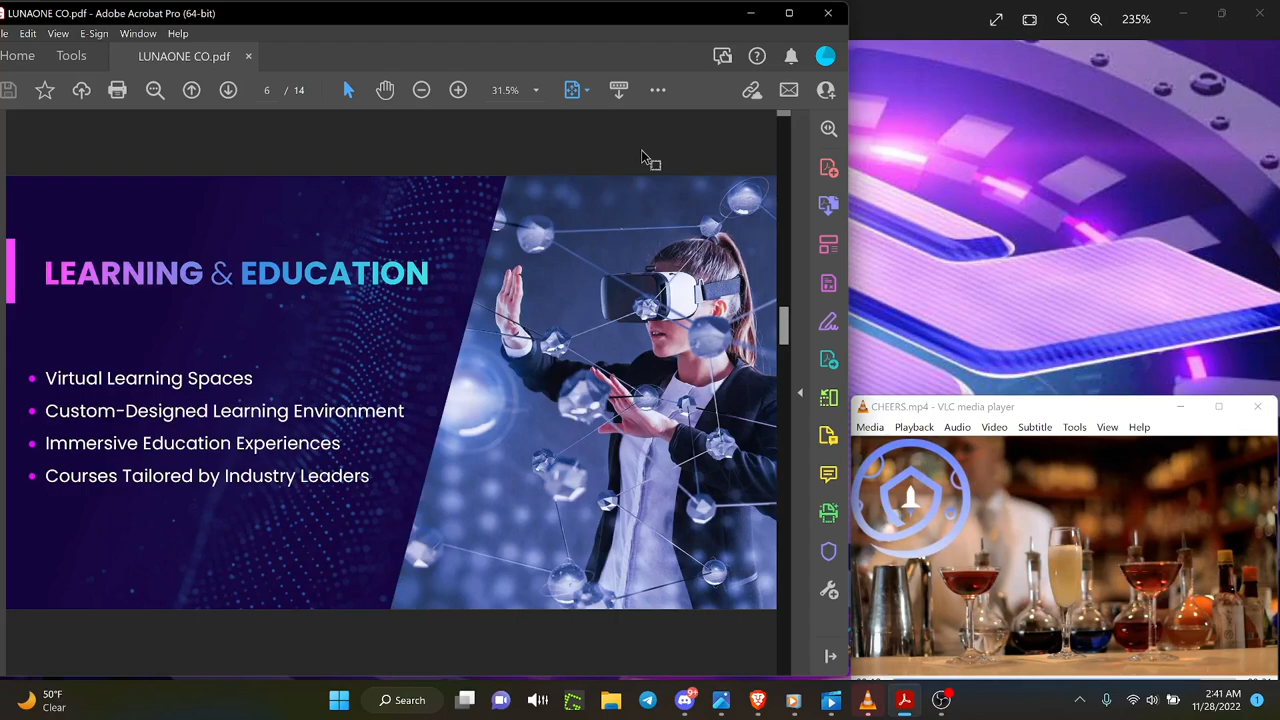 LUNAONE CO.pdf - Adobe Acrobat Pro (64-bit)
Edit View E-Sign Window Help
Home Tools LUNAONE CO.pdf ×
6 / 14 31.5%
235%
LEARNING & EDUCATION
• Virtual Learning Spaces
• Custom-Designed Learning Environment
• Immersive Education Experiences
• Courses Tailored by Industry Leaders
CHEERS.mp4 - VLC media player
Media Playback Audio Video Subtitle Tools View Help
50°F
Clear
Search
2:41 AM
11/28/2022
1